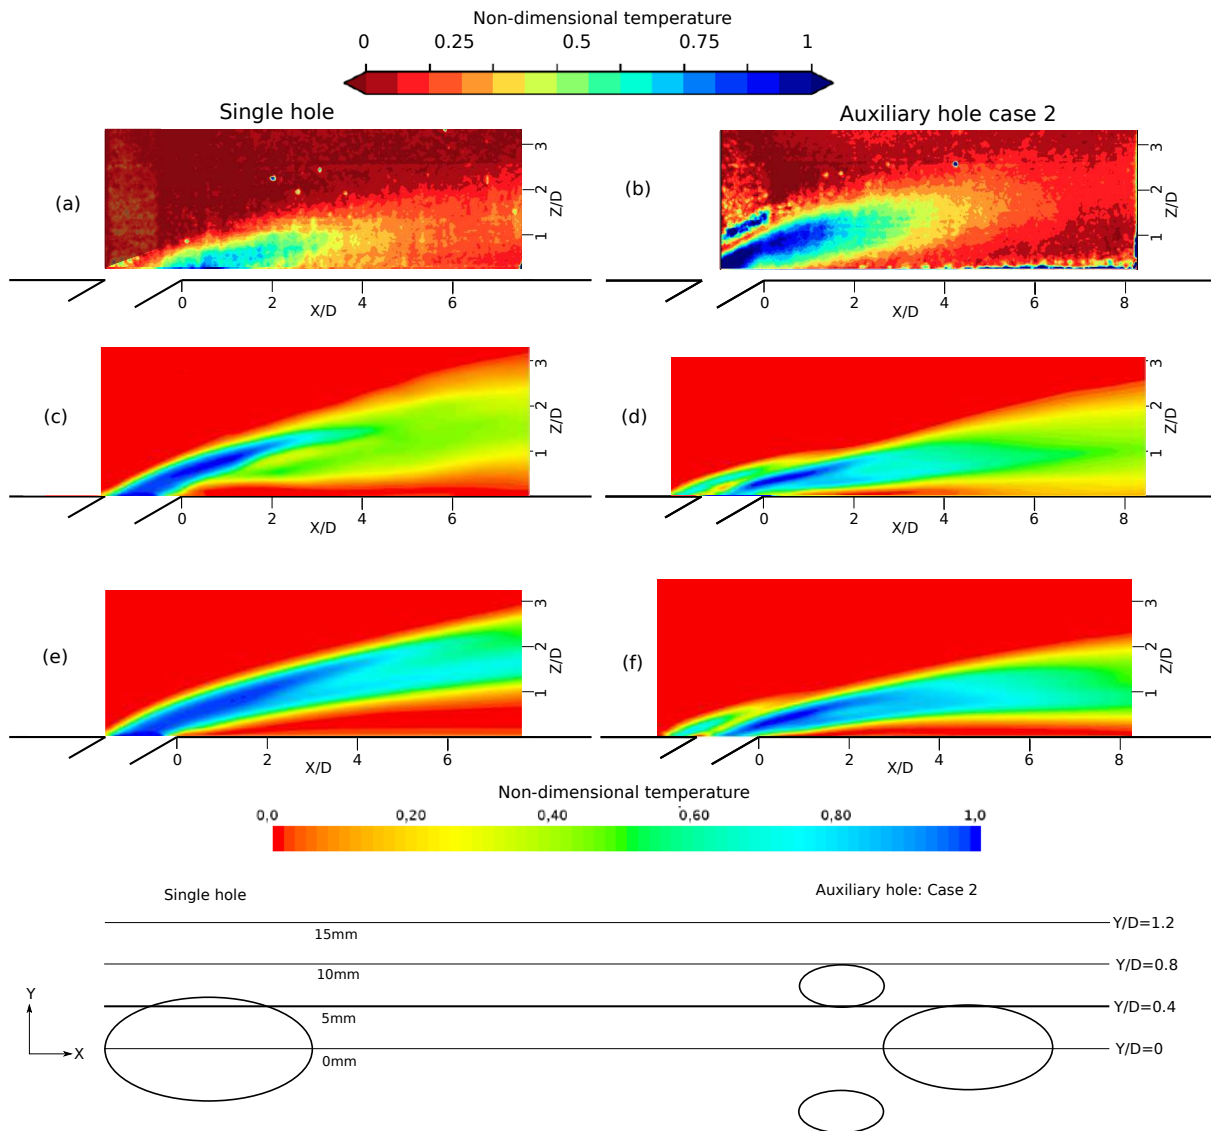 Non-dimensional temperature
0 0.25 0.5 0.75 1
Single hole
Auxiliary hole case 2
(a)
1 2 3
Z/D
0 2 4 6
X/D
(b)
1 2 3
Z/D
0 2 4 6 8
X/D
(c)
1 2 3
Z/D
0 2 4 6
X/D
(d)
1 2 3
Z/D
0 2 4 6 8
X/D
(e)
1 2 3
Z/D
0 2 4 6
X/D
(f)
1 2 3
Z/D
0 2 4 6 8
X/D
Non-dimensional temperature
0,0 0,20 0,40 0,60 0,80 1,0
Single hole
Auxiliary hole: Case 2
15mm
Y/D=1.2
10mm
Y/D=0.8
5mm
Y/D=0.4
0mm
Y/D=0
Y
X